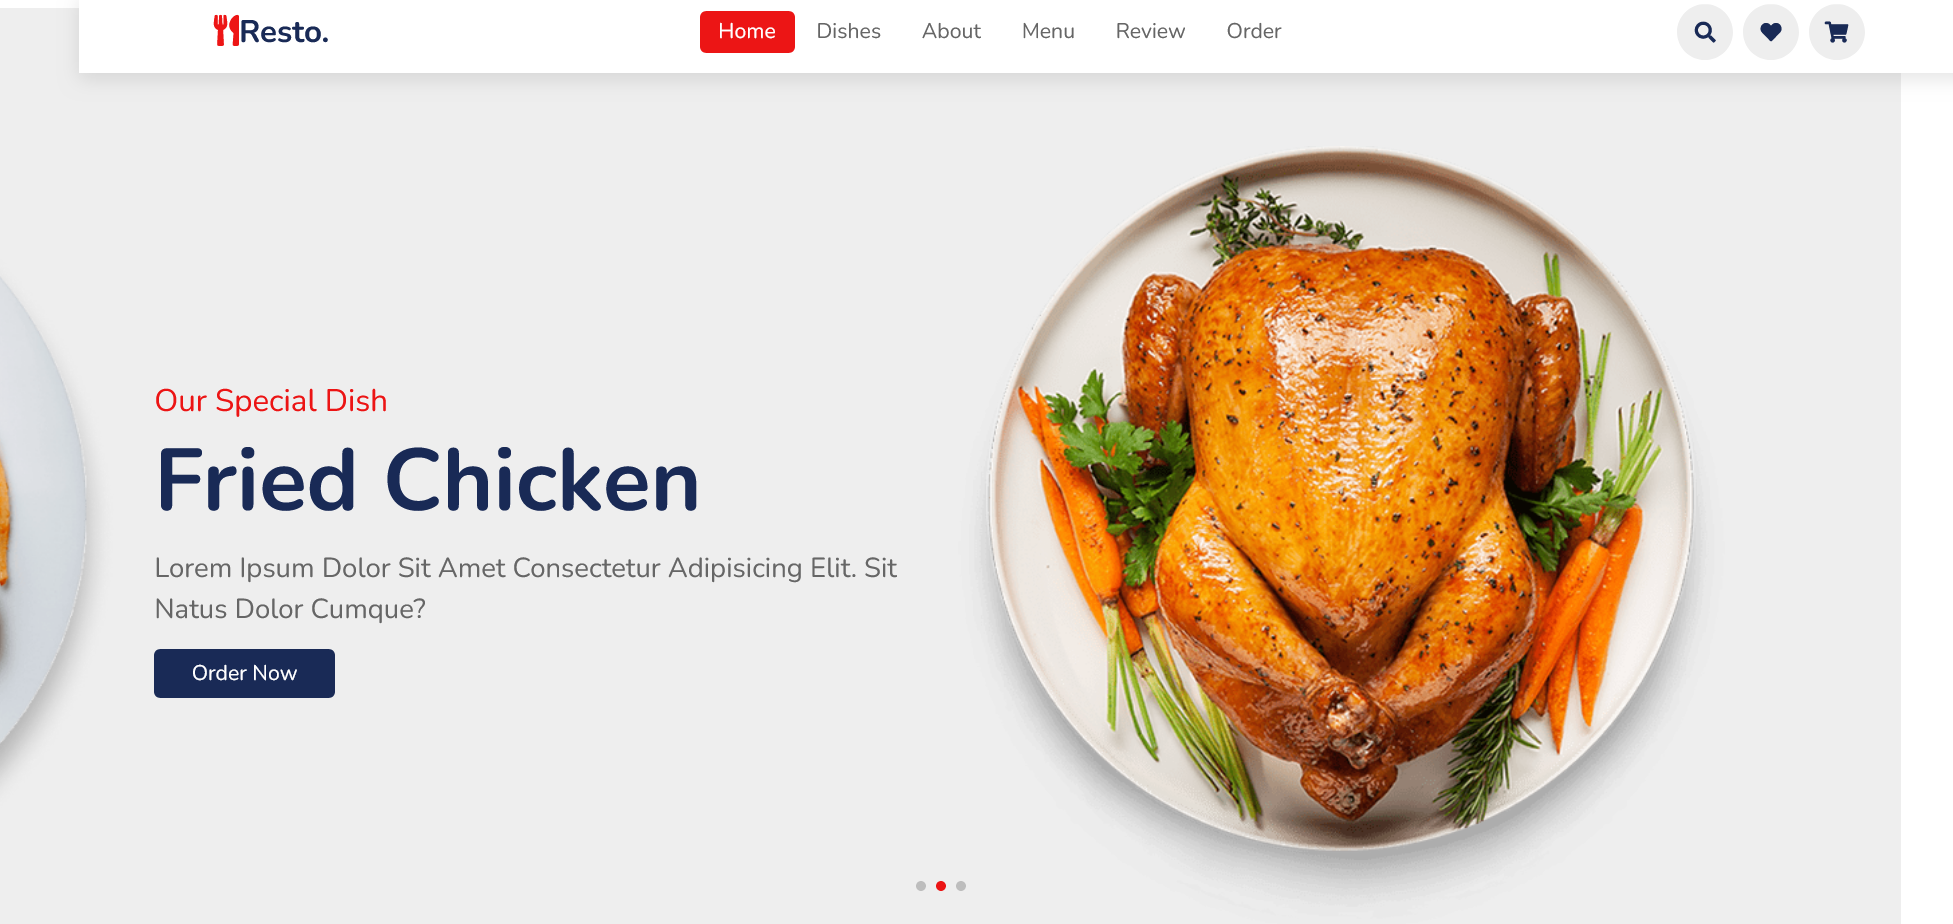 Resto.
Home Dishes About Menu Review Order
Our Special Dish
Fried Chicken
Lorem Ipsum Dolor Sit Amet Consectetur Adipisicing Elit. Sit
Natus Dolor Cumque?
Order Now